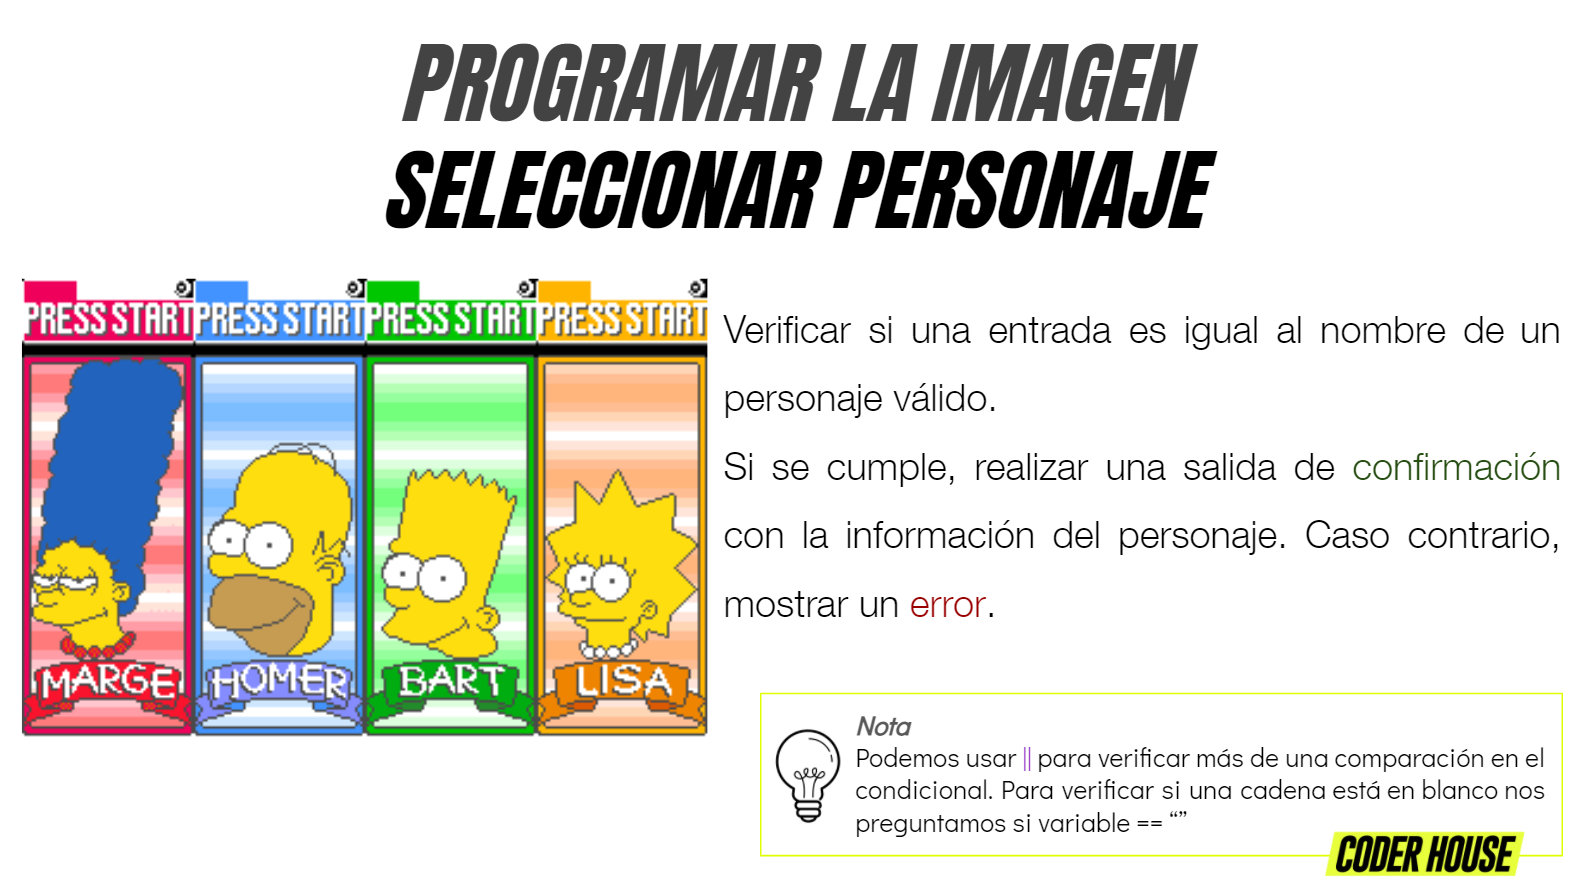 PROGRAMAR LA IMAGEN
SELECCIONAR PERSONAJE
PRESS START PRESS START PRESS START PRESS START
MARGE HOMER BART LISA
Verificar si una entrada es igual al nombre de un
personaje válido.
Si se cumple, realizar una salida de confirmación
con la información del personaje. Caso contrario,
mostrar un error.
Nota
Podemos usar || para verificar más de una comparación en el
condicional. Para verificar si una cadena está en blanco nos
preguntamos si variable == “”
CODER HOUSE